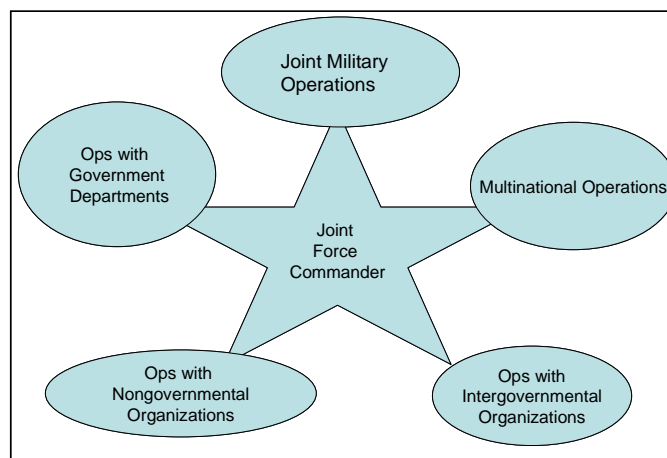 Joint Military
Operations
Ops with
Government
Departments
Multinational Operations
Joint
Force
Commander
Ops with
Nongovernmental
Organizations
Ops with
Intergovernmental
Organizations